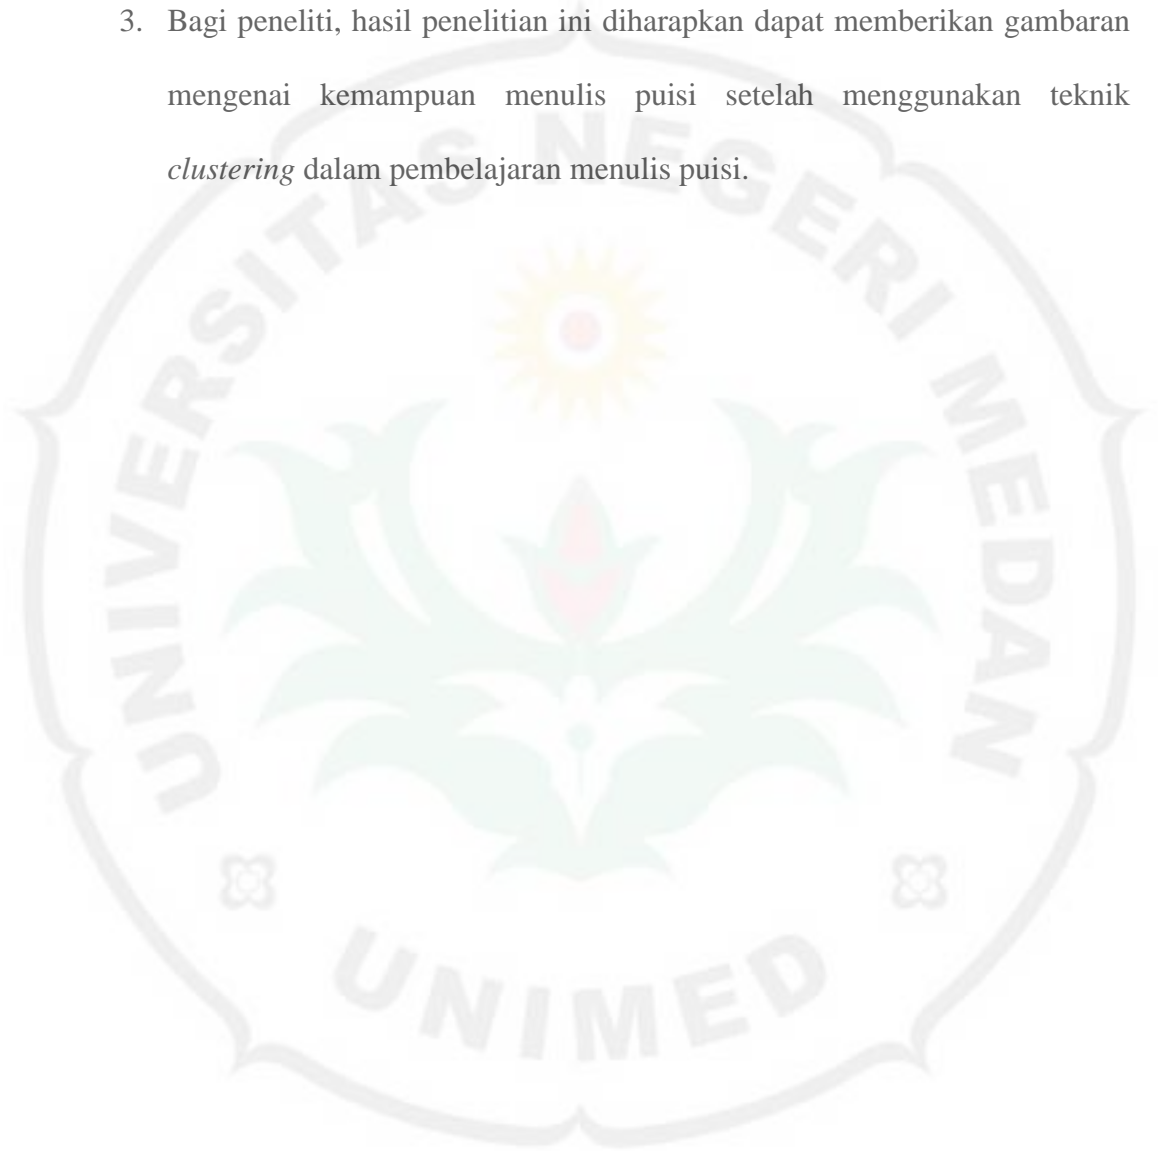 3. Bagi peneliti, hasil penelitian ini diharapkan dapat memberikan gambaran
mengenai kemampuan menulis puisi setelah menggunakan teknik
clustering dalam pembelajaran menulis puisi.
UNIVERSITAS NEGERI MEDAN
UNIMED